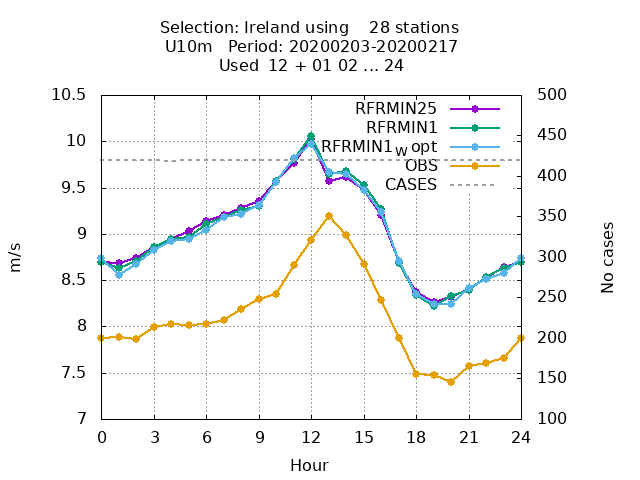 Selection: Ireland using    28 stations
U10m   Period: 20200203-20200217
Used  12 + 01 02 ... 24
10.5
10
9.5
9
8.5
8
7.5
7
m/s
500
450
400
350
300
250
200
150
100
No cases
RFRMIN25
RFRMIN1
RFRMIN1w opt
OBS
CASES
0 3 6 9 12 15 18 21 24
Hour